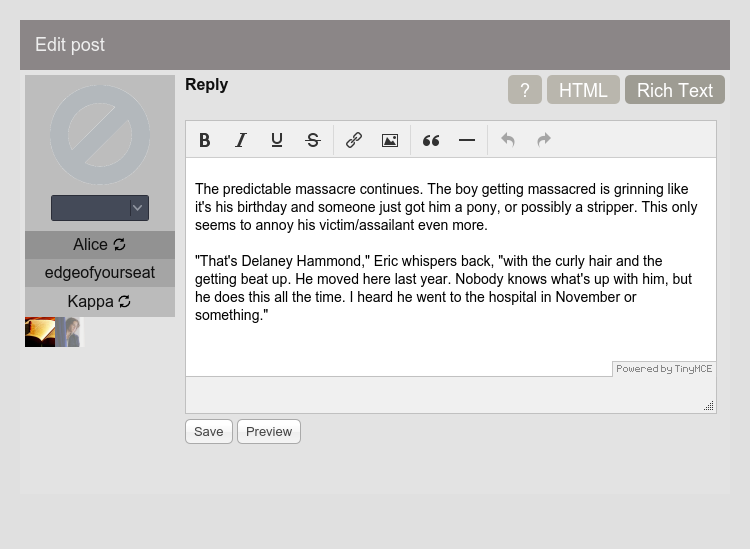 Edit post
Reply
?
HTML
Rich Text
B I U S
The predictable massacre continues. The boy getting massacred is grinning like
it's his birthday and someone just got him a pony, or possibly a stripper. This only
seems to annoy his victim/assailant even more.
"That's Delaney Hammond," Eric whispers back, "with the curly hair and the
getting beat up. He moved here last year. Nobody knows what's up with him, but
he does this all the time. I heard he went to the hospital in November or
something."
Powered by TinyMCE
Save
Preview
Alice
edgeofyourseat
Kappa